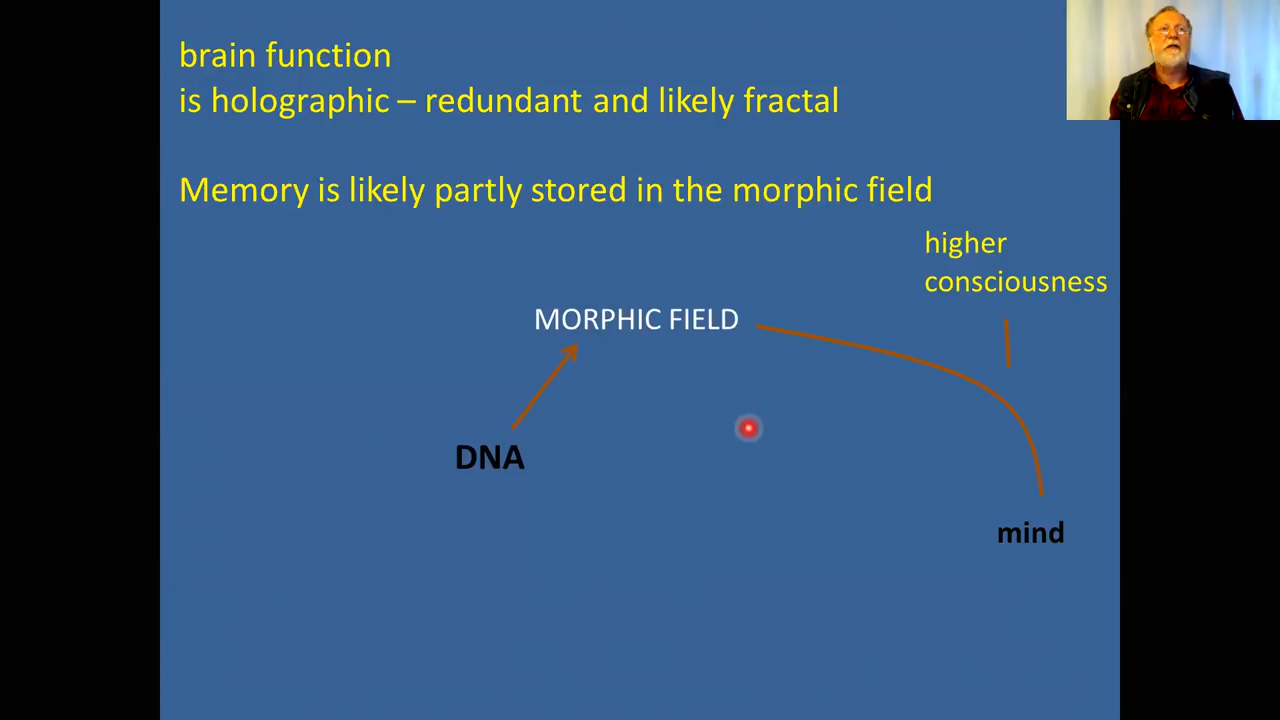 brain function
is holographic – redundant and likely fractal
Memory is likely partly stored in the morphic field
higher
consciousness
MORPHIC FIELD
DNA
mind